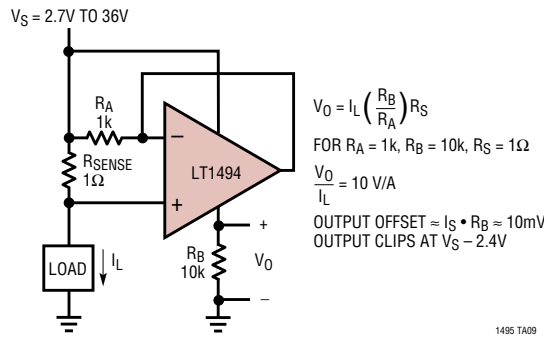 V_S = 2.7V TO 36V
R_A
1k
R_SENSE
1Ω
−
LT1494
+
LOAD
I_L
R_B
10k
+
V_O
−
V_O = I_L (R_B / R_A) R_S
FOR R_A = 1k, R_B = 10k, R_S = 1Ω
V_O / I_L = 10 V/A
OUTPUT OFFSET ≈ I_S • R_B ≈ 10mV
OUTPUT CLIPS AT V_S – 2.4V
1495 TA09